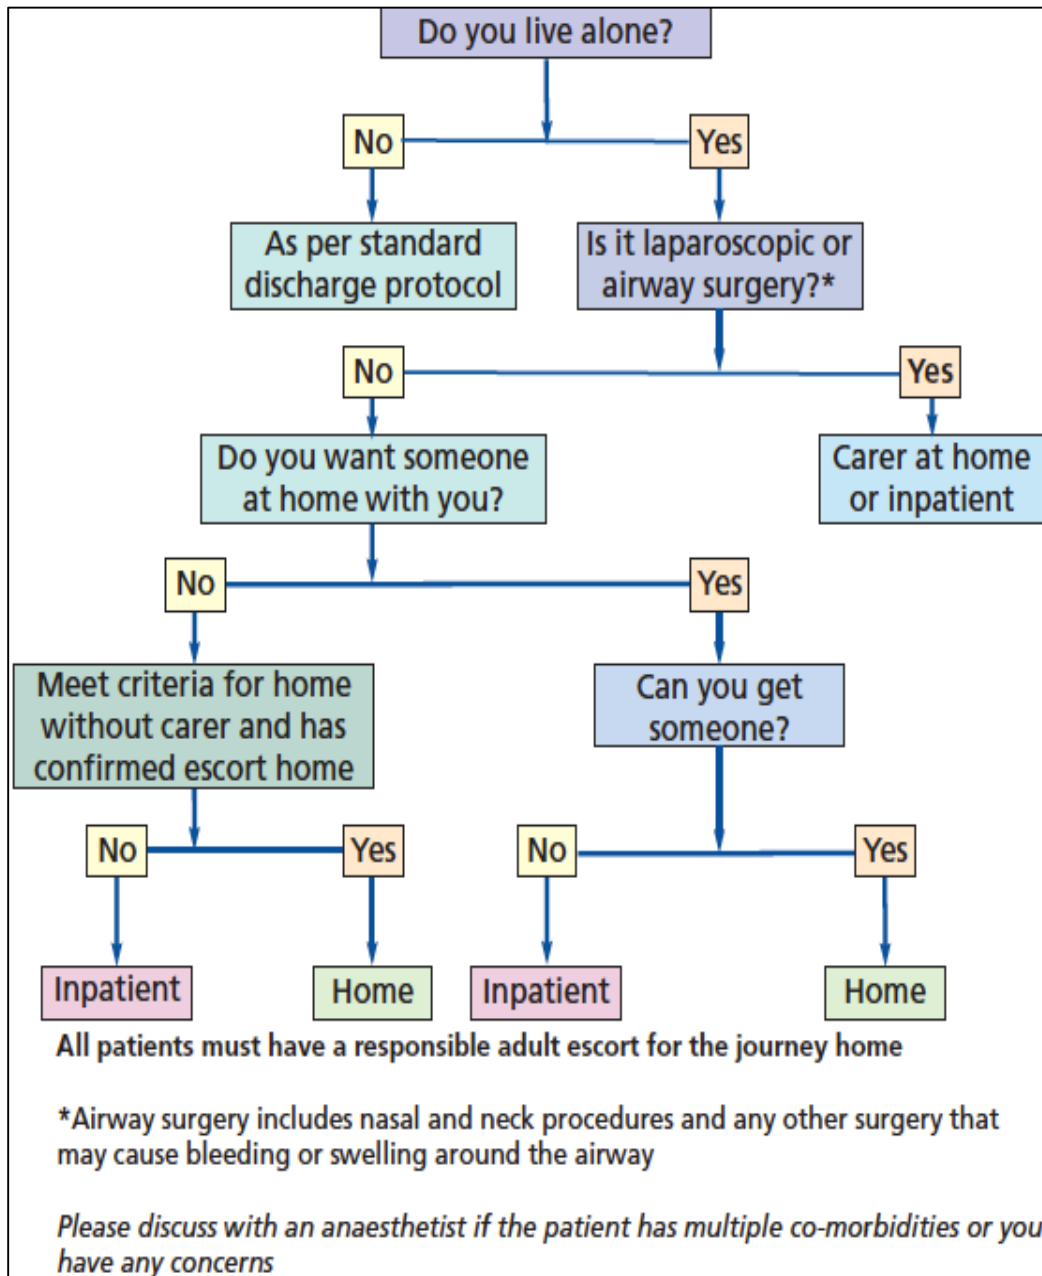 Do you live alone?
No
Yes
As per standard
discharge protocol
Is it laparoscopic or
airway surgery?*
No
Yes
Do you want someone
at home with you?
Carer at home
or inpatient
No
Yes
Meet criteria for home
without carer and has
confirmed escort home
Can you get
someone?
No
Yes
No
Yes
Inpatient
Home
Inpatient
Home
All patients must have a responsible adult escort for the journey home
*Airway surgery includes nasal and neck procedures and any other surgery that
may cause bleeding or swelling around the airway
Please discuss with an anaesthetist if the patient has multiple co-morbidities or you
have any concerns